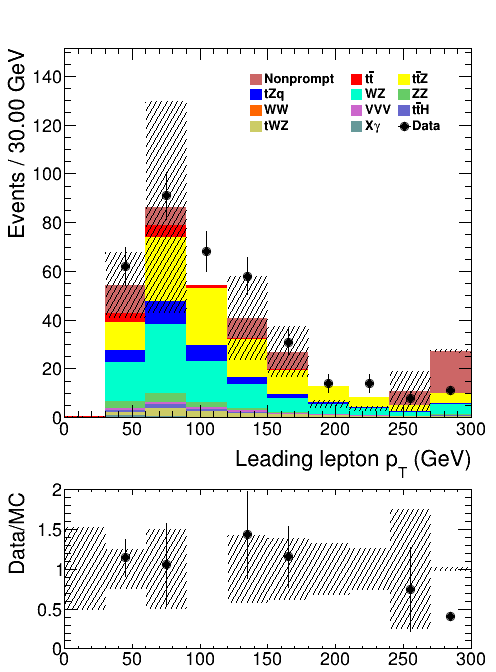 Events / 30.00 GeV
0 20 40 60 80 100 120 140
Nonprompt tt̄ tt̄Z
tZq WZ ZZ
WW VVV tt̄H
tWZ Xγ Data
0 50 100 150 200 250 300
Leading lepton p_T (GeV)
Data/MC
0 0.5 1 1.5 2
0 50 100 150 200 250 300